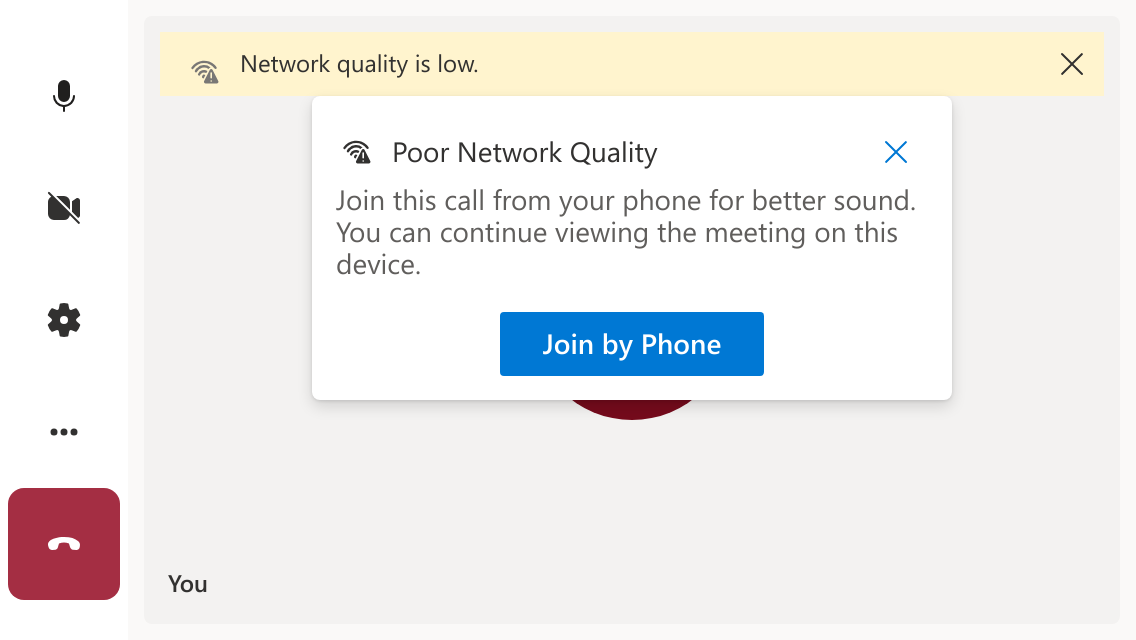 Network quality is low.
Poor Network Quality
Join this call from your phone for better sound.
You can continue viewing the meeting on this
device.
Join by Phone
You